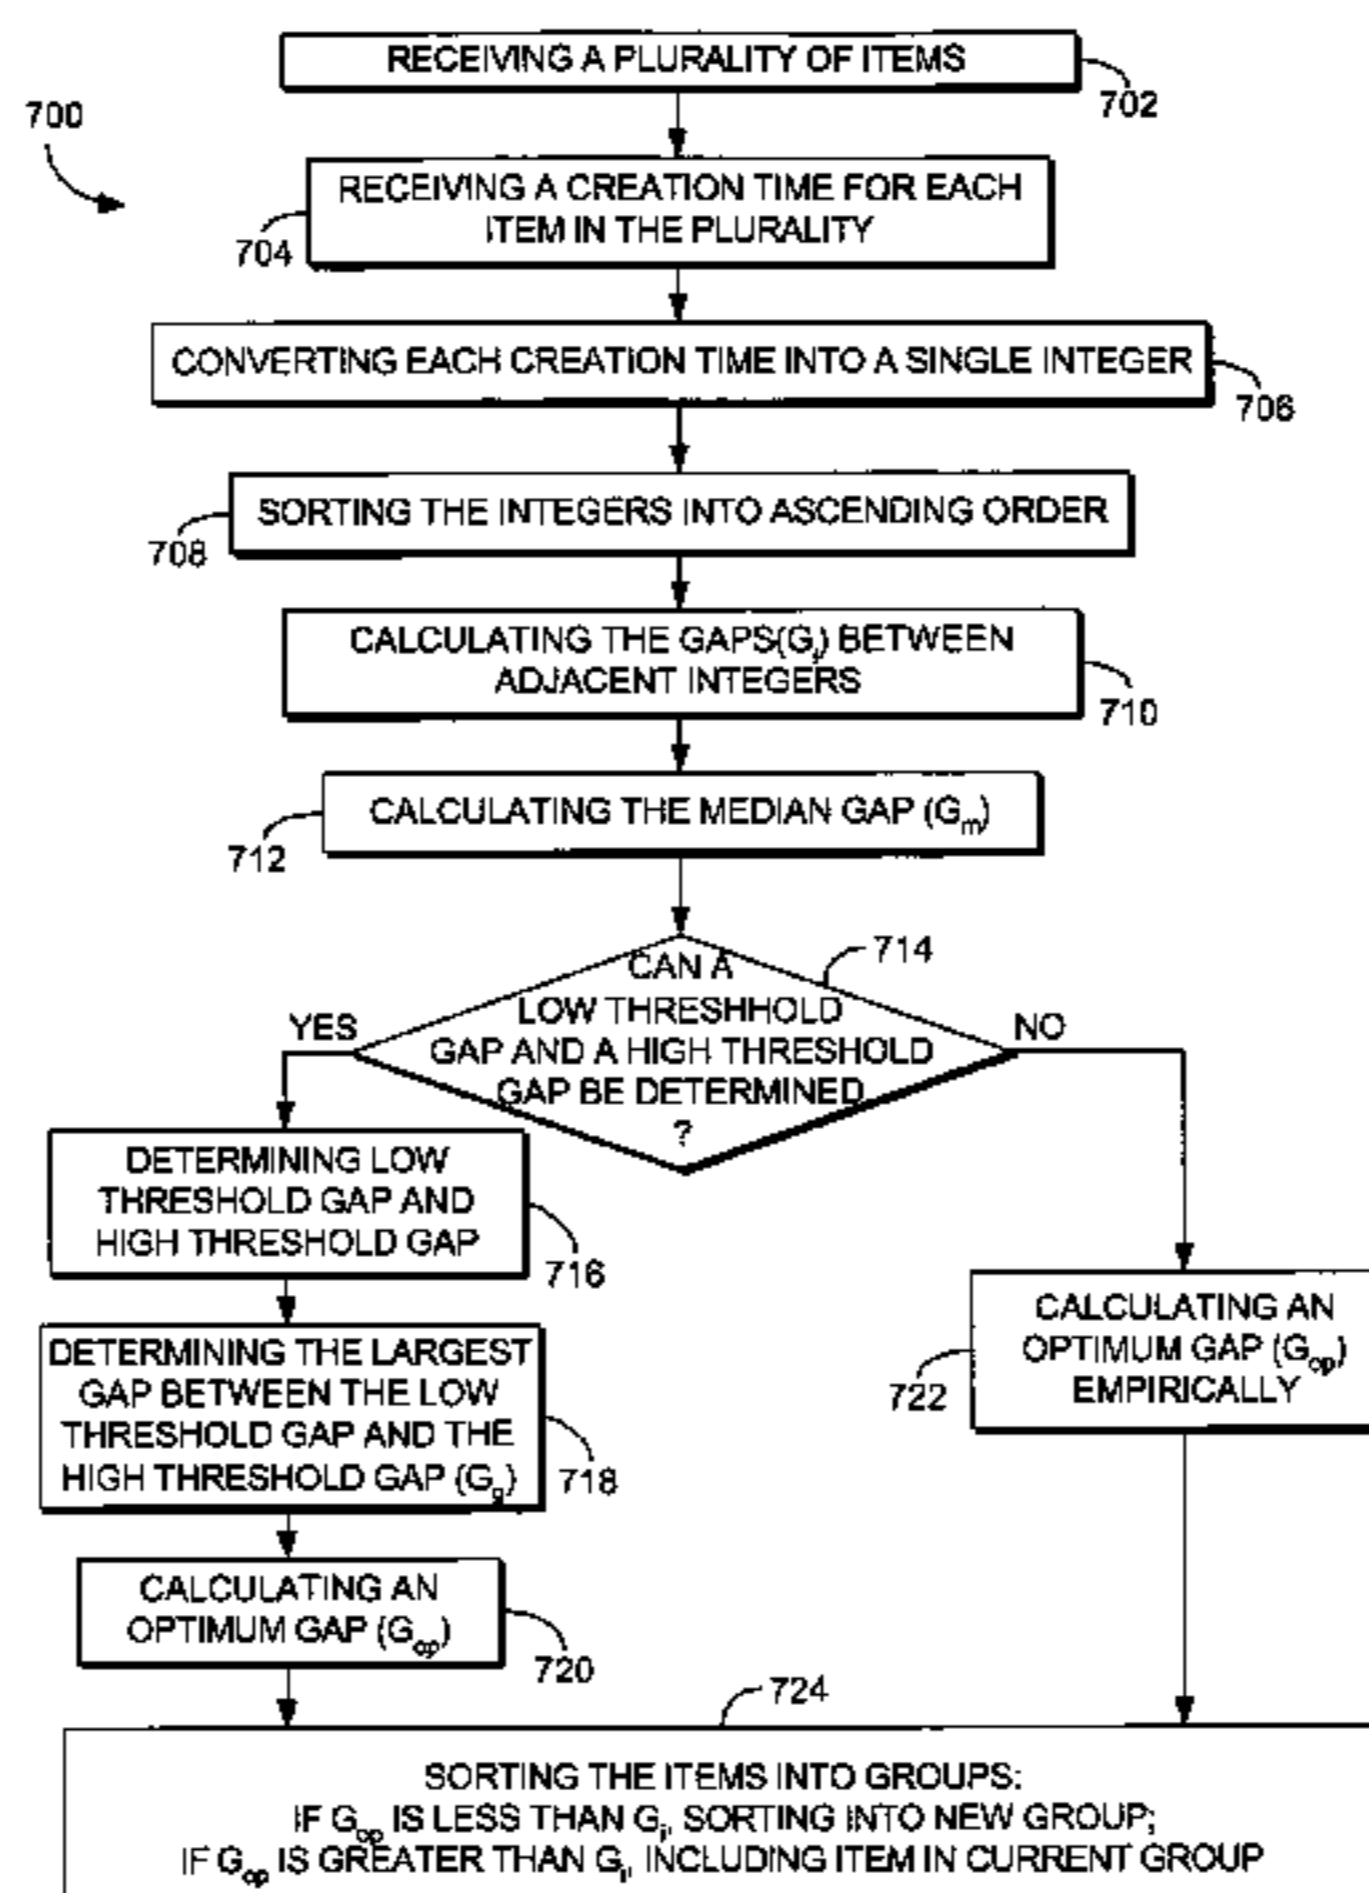 RECEIVING A PLURALITY OF ITEMS
702
700
RECEIVING A CREATION TIME FOR EACH
ITEM IN THE PLURALITY
704
CONVERTING EACH CREATION TIME INTO A SINGLE INTEGER
706
SORTING THE INTEGERS INTO ASCENDING ORDER
708
CALCULATING THE GAPS(Gi) BETWEEN
ADJACENT INTEGERS
710
CALCULATING THE MEDIAN GAP (Gm)
712
714
CAN A
LOW THRESHHOLD
GAP AND A HIGH THRESHOLD
GAP BE DETERMINED
?
YES
NO
DETERMINING LOW
THRESHOLD GAP AND
HIGH THRESHOLD GAP
716
DETERMINING THE LARGEST
GAP BETWEEN THE LOW
THRESHOLD GAP AND THE
HIGH THRESHOLD GAP (Gg)
718
CALCULATING AN
OPTIMUM GAP (Gop)
EMPIRICALLY
722
CALCULATING AN
OPTIMUM GAP (Gop)
720
724
SORTING THE ITEMS INTO GROUPS:
IF Gop IS LESS THAN Gi, SORTING INTO NEW GROUP;
IF Gop IS GREATER THAN Gi, INCLUDING ITEM IN CURRENT GROUP